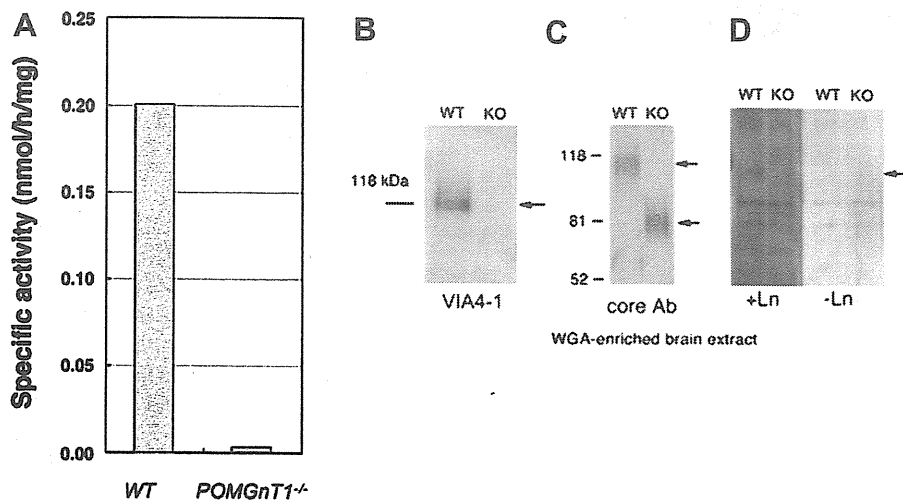 A
Specific activity (nmol/h/mg)
0.25
0.20
0.15
0.10
0.05
0.00
WT POMGnT1-/-
B
WT KO
118 kDa
VIA4-1
C
WT KO
118
81
52
core Ab
D
WT KO WT KO
+Ln -Ln
WGA-enriched brain extract